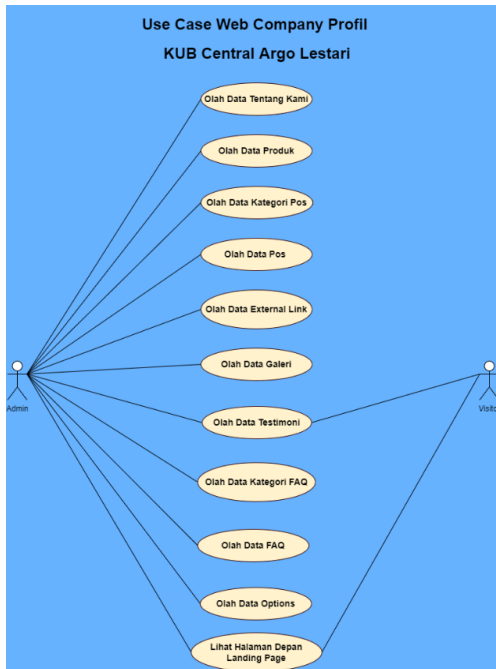 Use Case Web Company Profil
KUB Central Argo Lestari
Olah Data Tentang Kami
Olah Data Produk
Olah Data Kategori Pos
Olah Data Pos
Olah Data External Link
Olah Data Galeri
Admin
Visito
Olah Data Testimoni
Olah Data Kategori FAQ
Olah Data FAQ
Olah Data Options
Lihat Halaman Depan
Landing Page